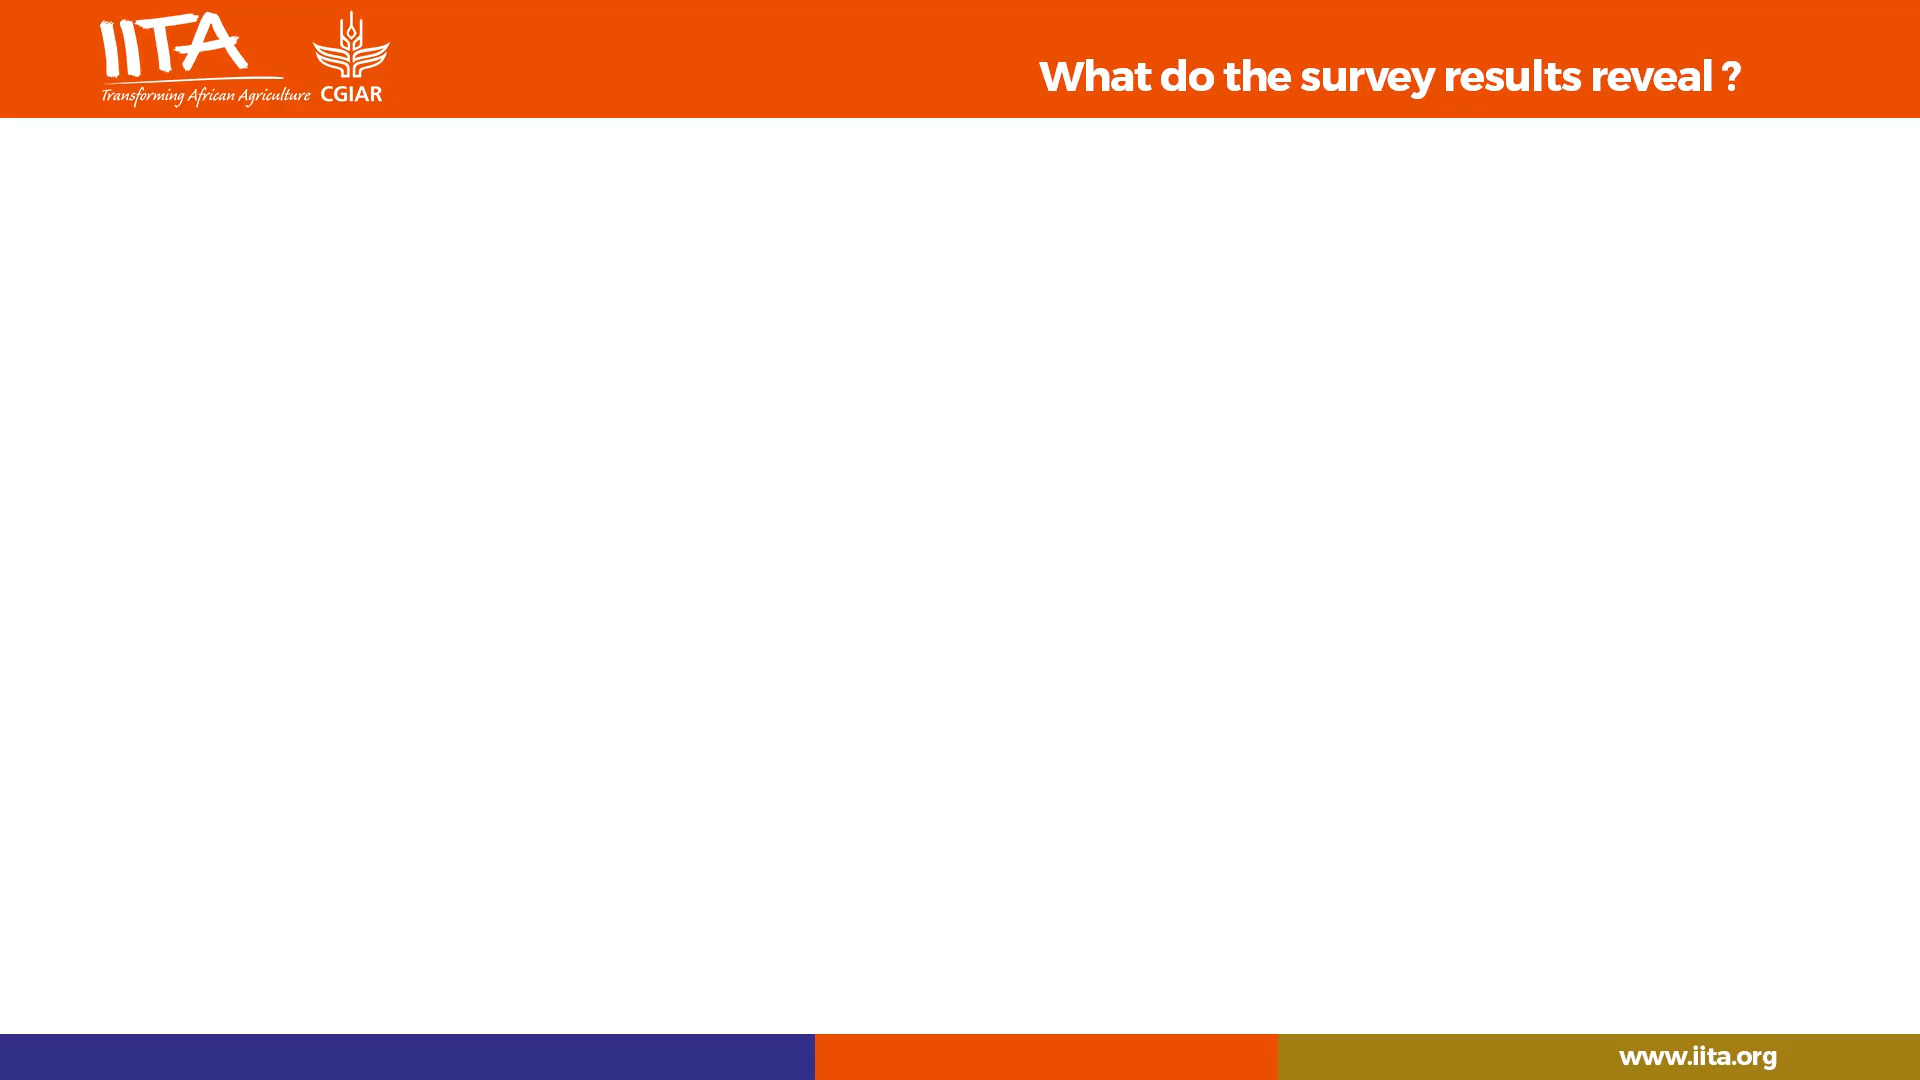 IITA
Transforming African Agriculture
CGIAR
What do the survey results reveal ?
www.iita.org